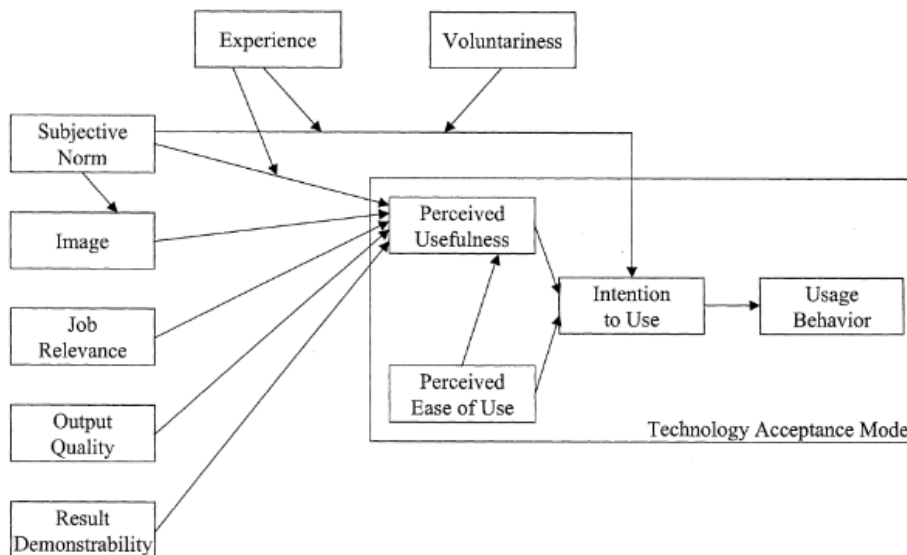 Experience
Voluntariness
Subjective
Norm
Image
Job
Relevance
Output
Quality
Result
Demonstrability
Perceived
Usefulness
Perceived
Ease of Use
Intention
to Use
Usage
Behavior
Technology Acceptance Mode